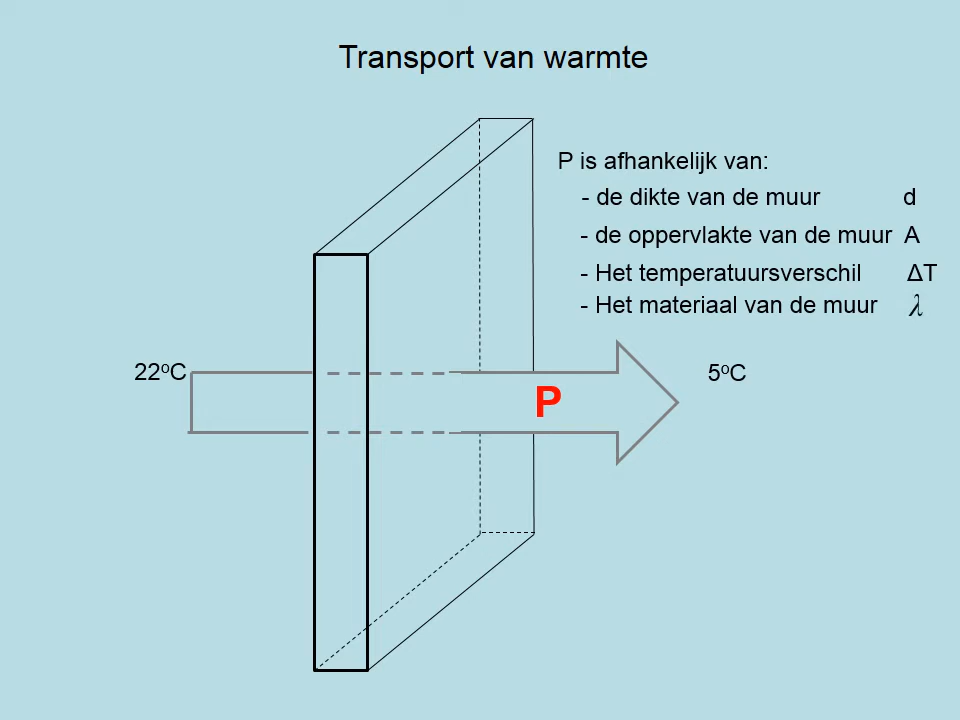 Transport van warmte
P is afhankelijk van:
- de dikte van de muur d
- de oppervlakte van de muur A
- Het temperatuursverschil ΔT
- Het materiaal van de muur λ
22°C
P
5°C